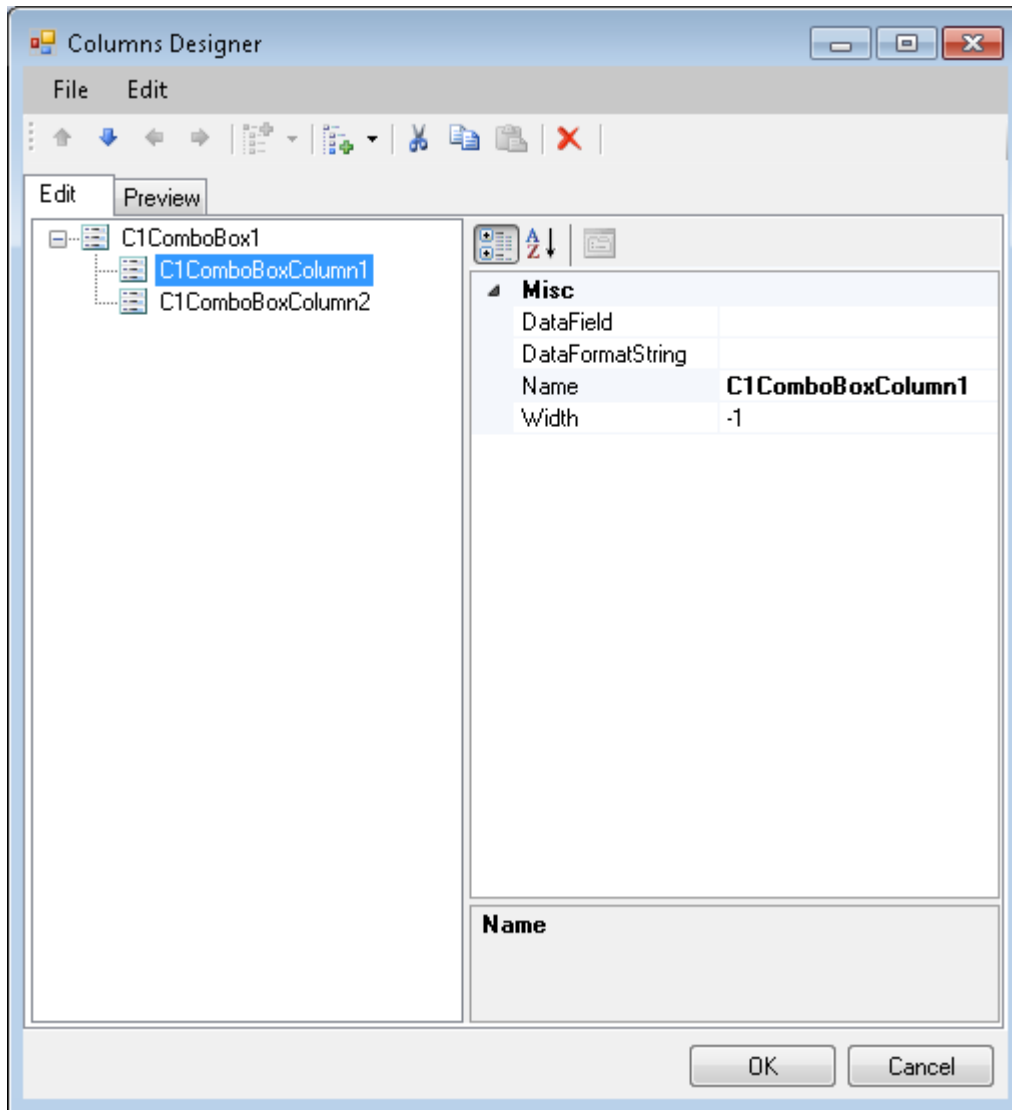 Columns Designer
File Edit
Edit Preview
C1ComboBox1
C1ComboBoxColumn1
C1ComboBoxColumn2
A
Z
Misc
DataField
DataFormatString
Name C1ComboBoxColumn1
Width -1
Name
OK Cancel